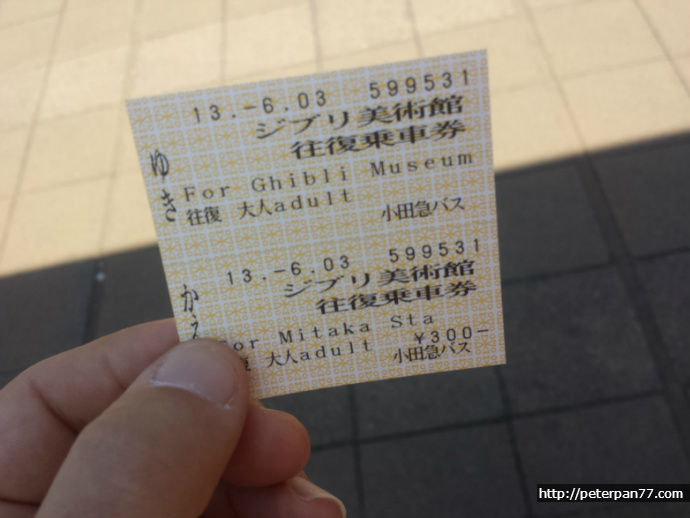 13.-6.03 599531
ジブリ美術館
往復乗車券
ゆき
For Ghibli Museum
往復 大人adult 小田急バス
13.-6.03 599531
ジブリ美術館
往復乗車券
For Mitaka Sta
¥300-
大人adult 小田急バス
http://peterpan77.com